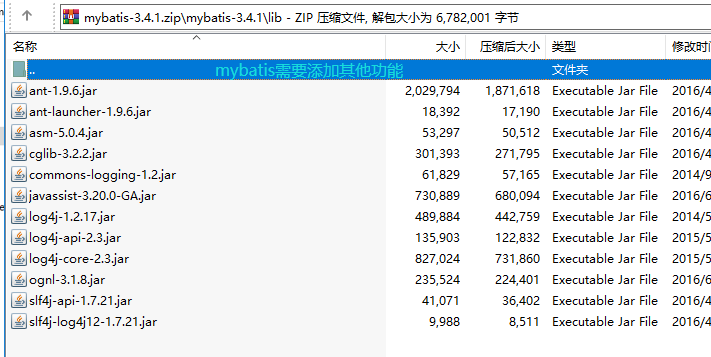 mybatis-3.4.1.zip\mybatis-3.4.1\lib - ZIP 压缩文件, 解包大小为 6,782,001 字节
名称 大小 压缩后大小 类型 修改时间
.. 文件夹
mybatis需要添加其他功能
ant-1.9.6.jar 2,029,794 1,871,618 Executable Jar File 2016/4
ant-launcher-1.9.6.jar 18,392 17,190 Executable Jar File 2016/4
asm-5.0.4.jar 53,297 50,512 Executable Jar File 2016/4
cglib-3.2.2.jar 301,393 271,795 Executable Jar File 2016/4
commons-logging-1.2.jar 61,829 57,165 Executable Jar File 2014/9
javassist-3.20.0-GA.jar 730,889 680,094 Executable Jar File 2016/6
log4j-1.2.17.jar 489,884 442,759 Executable Jar File 2014/6
log4j-api-2.3.jar 135,903 122,832 Executable Jar File 2015/5
log4j-core-2.3.jar 827,024 731,860 Executable Jar File 2015/5
ognl-3.1.8.jar 235,524 224,401 Executable Jar File 2016/6
slf4j-api-1.7.21.jar 41,071 36,402 Executable Jar File 2016/4
slf4j-log4j12-1.7.21.jar 9,988 8,511 Executable Jar File 2016/4